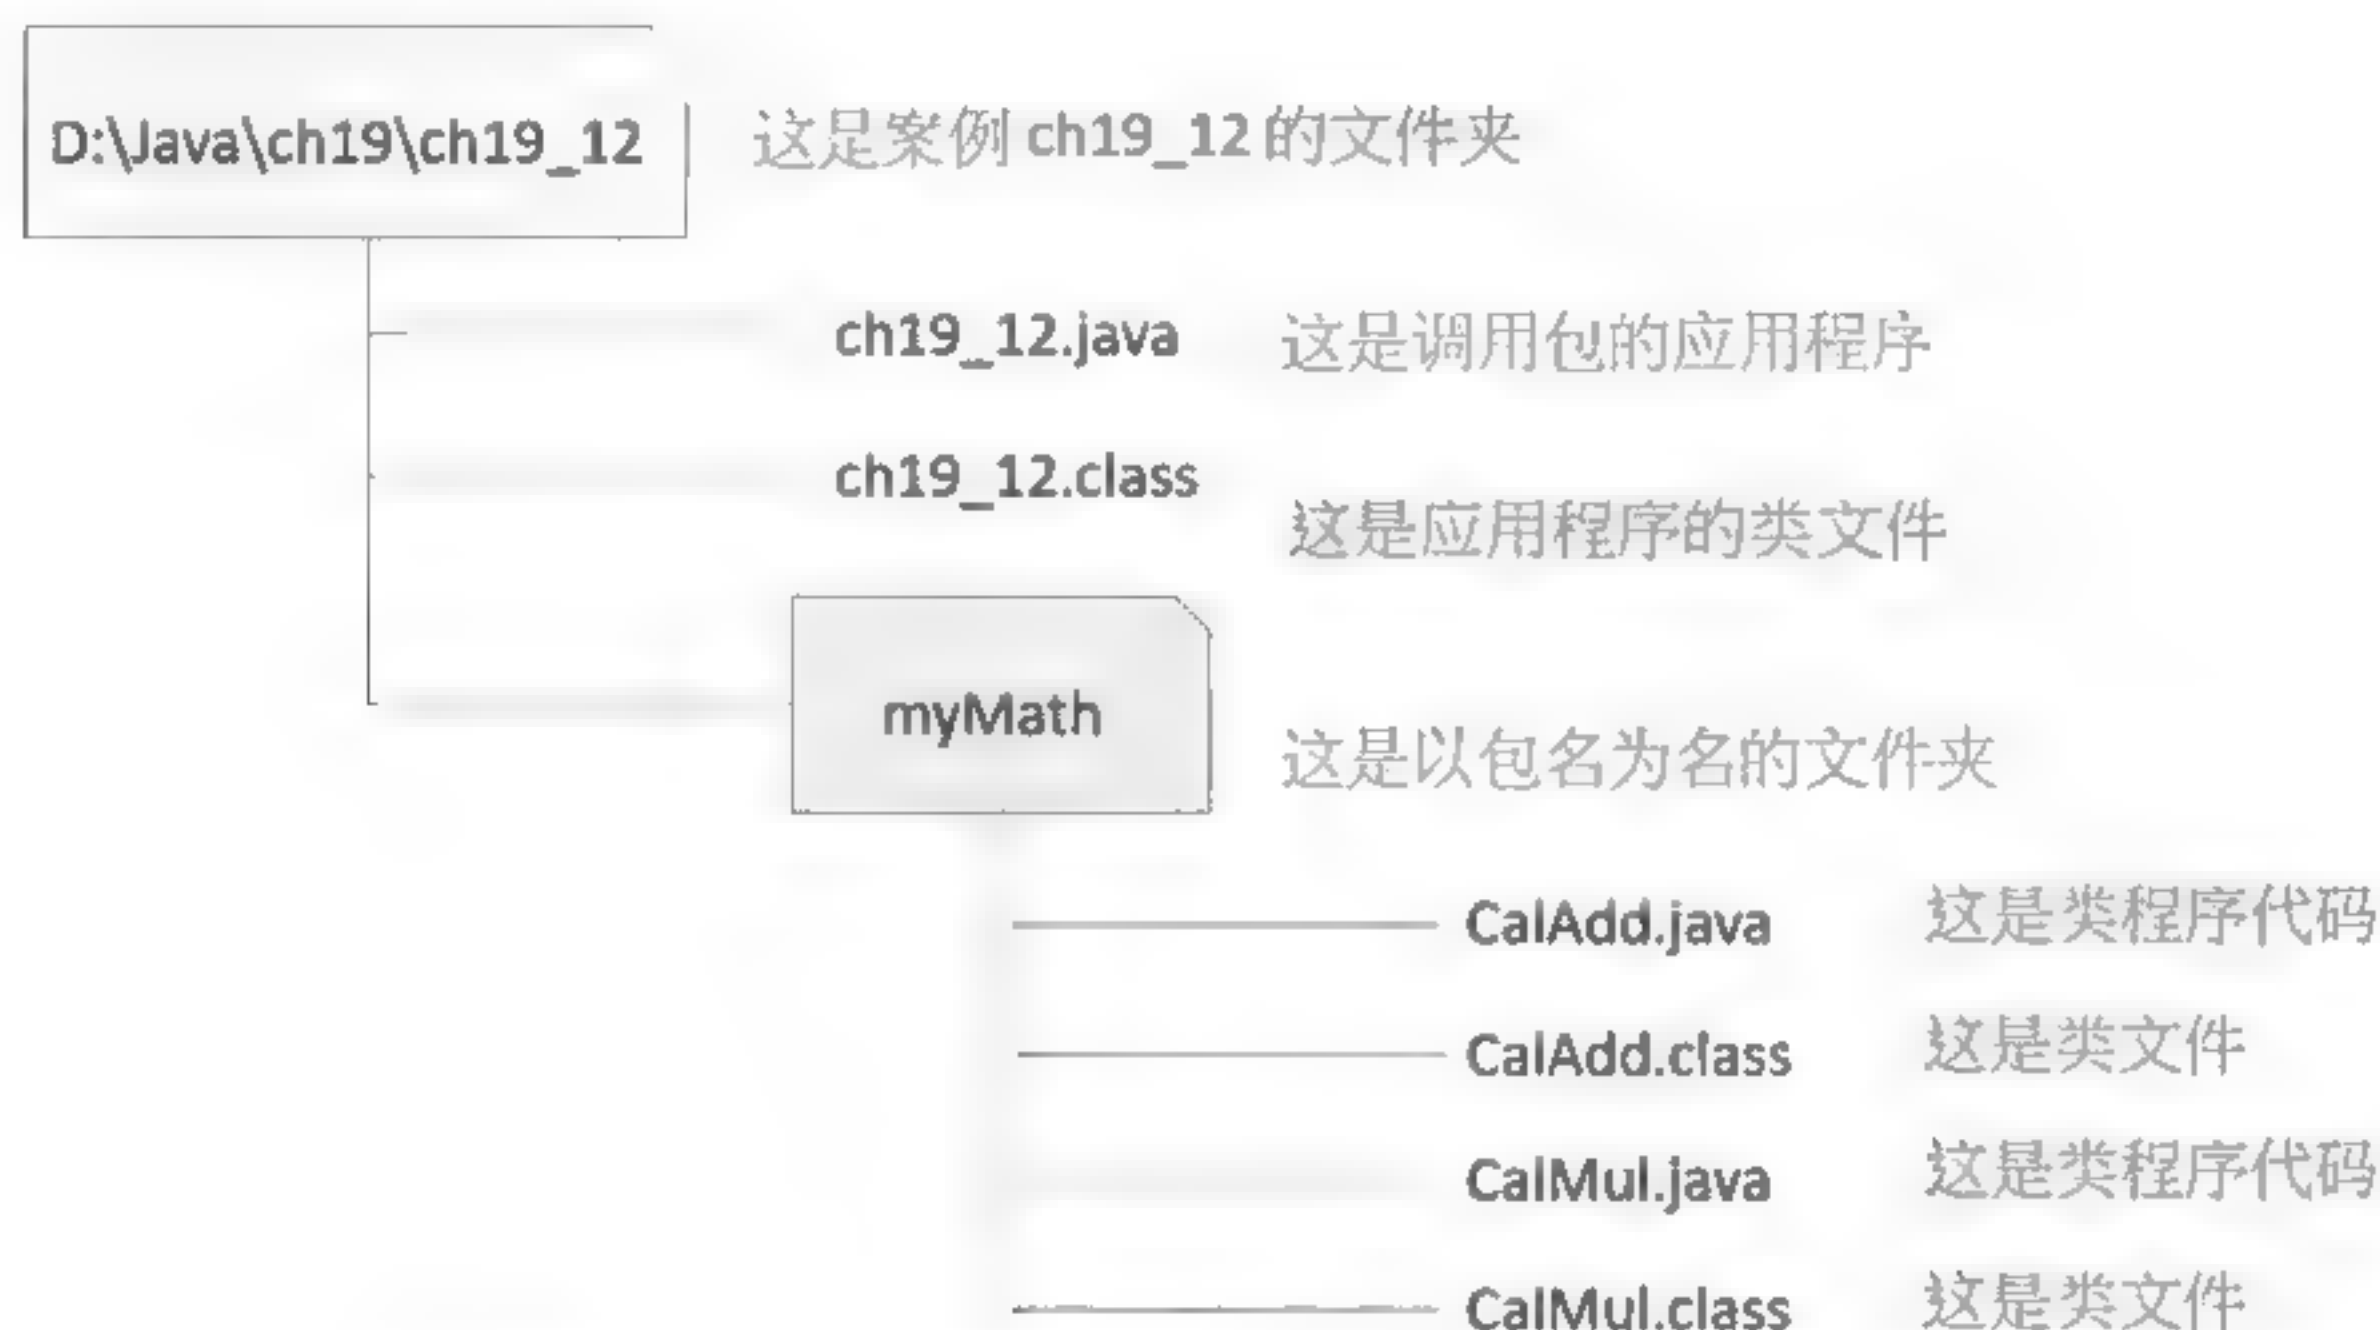 D:\Java\ch19\ch19_12 这是案例 ch19_12 的文件夹
ch19_12.java 这是调用包的应用程序
ch19_12.class
这是应用程序的类文件
myMath
这是以包名为名的文件夹
CalAdd.java 这是类程序代码
CalAdd.class 这是类文件
CalMul.java 这是类程序代码
CalMul.class 这是类文件